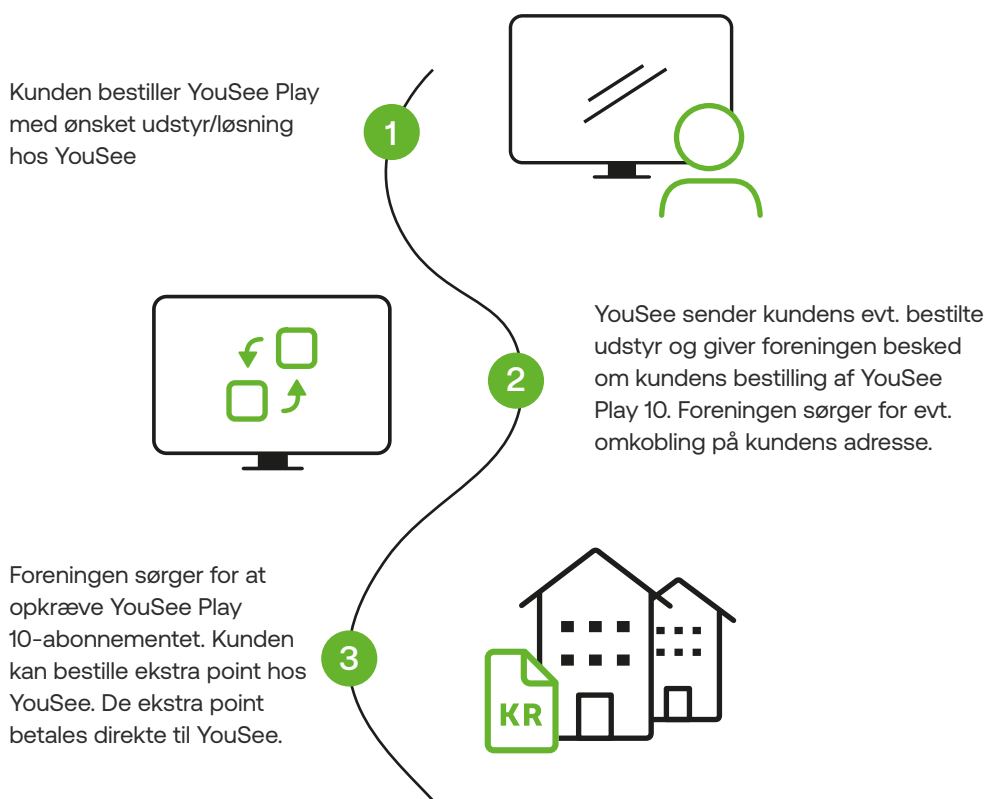 Kunden bestiller YouSee Play
med ønsket udstyr/løsning
hos YouSee
1
YouSee sender kundens evt. bestilte
udstyr og giver foreningen besked
om kundens bestilling af YouSee
Play 10. Foreningen sørger for evt.
omkobling på kundens adresse.
2
Foreningen sørger for at
opkræve YouSee Play
10-abonnementet. Kunden
kan bestille ekstra point hos
YouSee. De ekstra point
betales direkte til YouSee.
3
KR